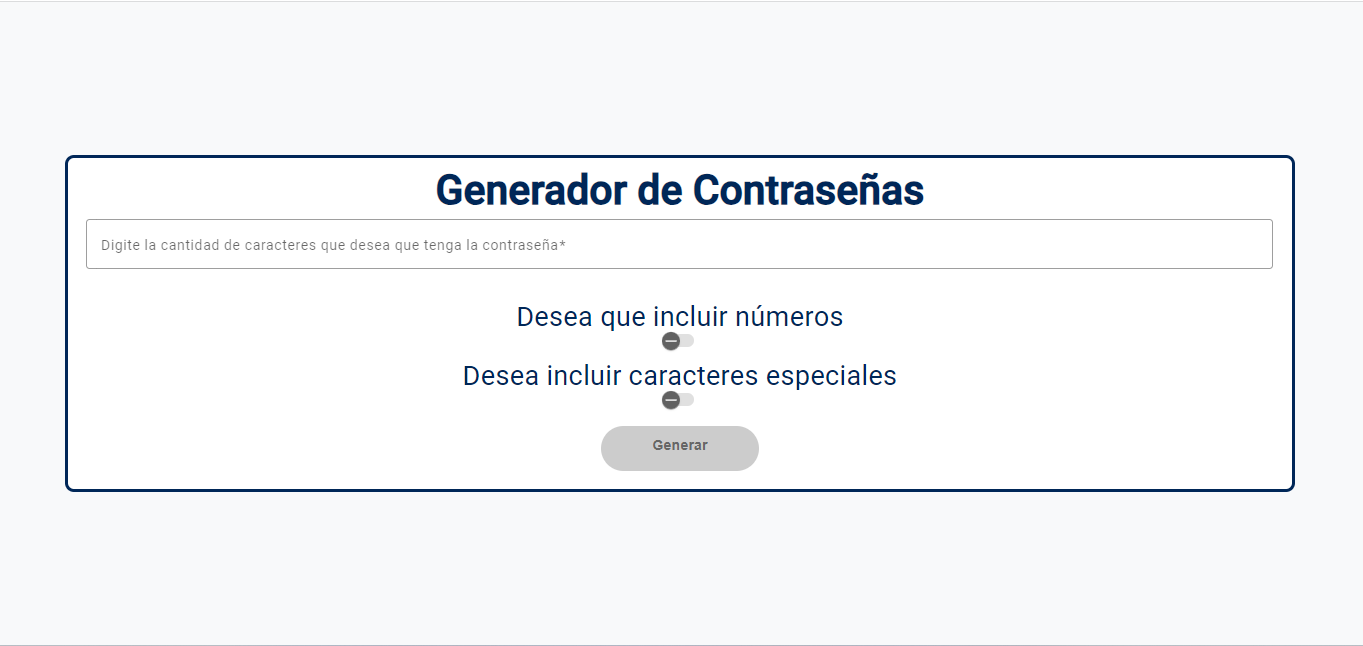 Generador de Contraseñas
Digite la cantidad de caracteres que desea que tenga la contraseña*
Desea que incluir números
Desea incluir caracteres especiales
Generar